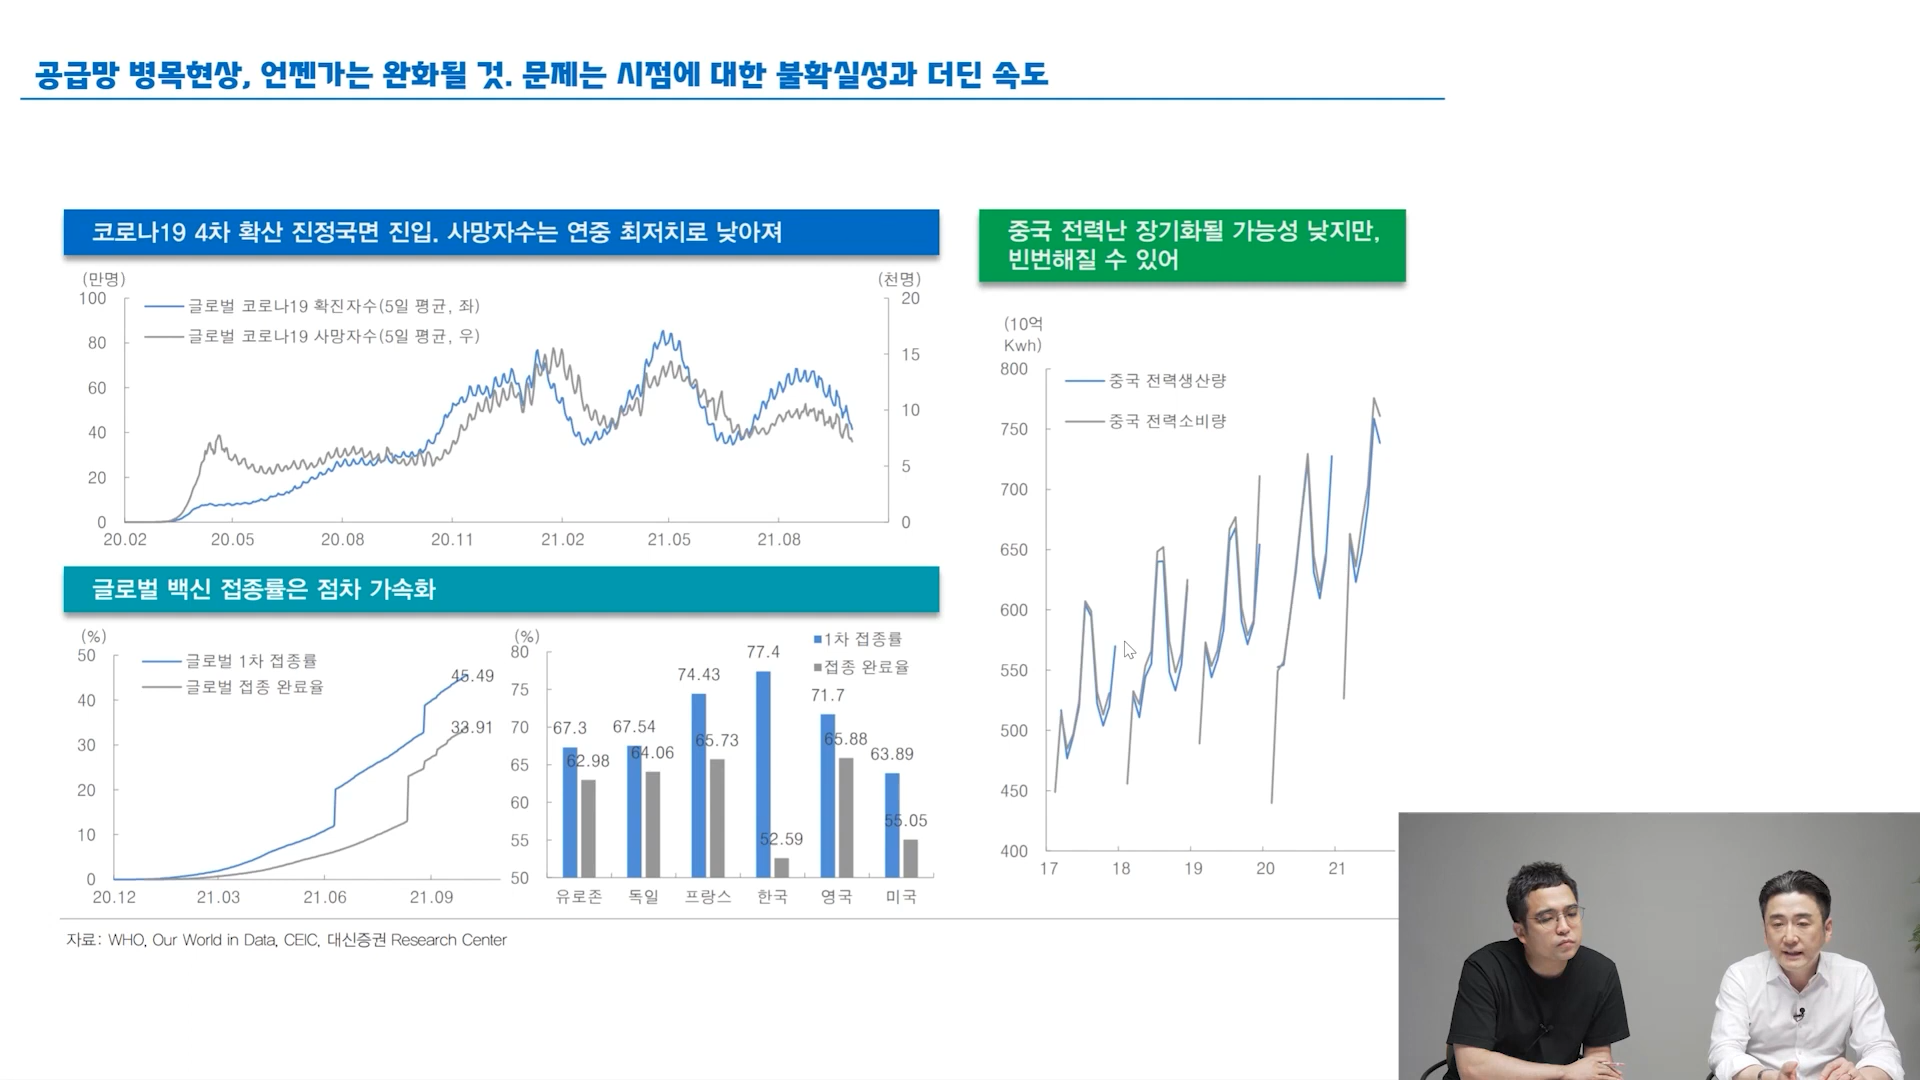 공급망 병목현상, 언젠가는 완화될 것. 문제는 시점에 대한 불확실성과 더딘 속도
코로나19 4차 확산 진정국면 진입. 사망자수는 연중 최저치로 낮아져
(만명)
(천명)
글로벌 코로나19 확진자수(5일 평균, 좌)
글로벌 코로나19 사망자수(5일 평균, 우)
100
80
60
40
20
0
20
15
10
5
0
20.02 20.05 20.08 20.11 21.02 21.05 21.08
글로벌 백신 접종률은 점차 가속화
(%)
글로벌 1차 접종률
글로벌 접종 완료율
50
40
30
20
10
0
45.49
33.91
20.12 21.03 21.06 21.09
(%)
1차 접종률
접종 완료율
80
75
70
65
60
55
50
67.3
62.98
67.54
64.06
74.43
65.73
77.4
52.59
71.7
65.88
63.89
55.05
유로존 독일 프랑스 한국 영국 미국
중국 전력난 장기화될 가능성 낮지만,
빈번해질 수 있어
(10억
Kwh)
중국 전력생산량
중국 전력소비량
800
750
700
650
600
550
500
450
400
17 18 19 20 21
자료: WHO, Our World in Data, CEIC, 대신증권 Research Center